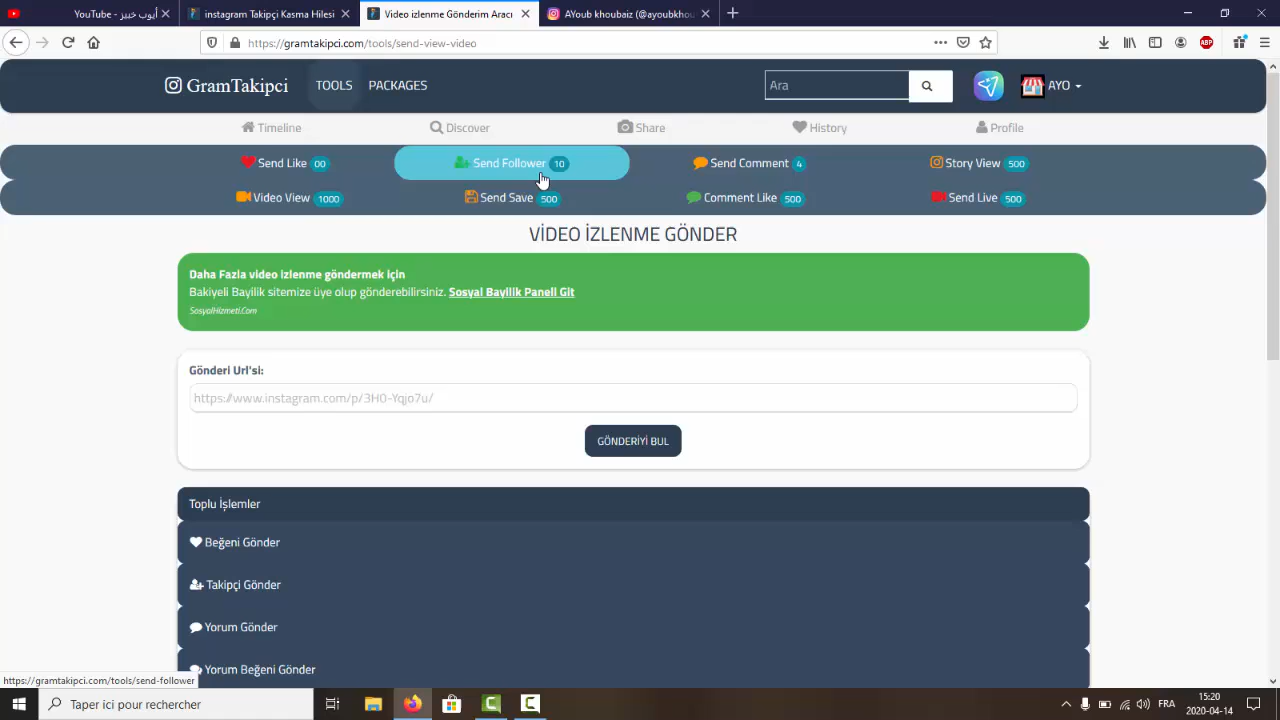 أيوب خبيز - YouTube
instagram Takipçi Kasma Hilesi
Video izlenme Gönderim Aracı
AYoub khoubaiz (@ayoubkhou
https://gramtakipci.com/tools/send-view-video
ABP
GramTakipci
TOOLS
PACKAGES
Ara
AYO
Timeline
Discover
Share
History
Profile
Send Like 00
Send Follower 10
Send Comment 4
Story View 500
Video View 1000
Send Save 500
Comment Like 500
Send Live 500
VİDEO İZLENME GÖNDER
Daha Fazla video izlenme göndermek için
Bakiyeli Bayilik sitemize üye olup gönderebilirsiniz. Sosyal Bayilik Paneli Git
SosyalHizmeti.Com
Gönderi Url'si:
https://www.instagram.com/p/3H0-Yqjo7u/
GÖNDERİYİ BUL
Toplu İşlemler
Beğeni Gönder
Takipçi Gönder
Yorum Gönder
Yorum Beğeni Gönder
https://gramtakipci.com/tools/send-follower
Taper ici pour rechercher
FRA
15:20
2020-04-14